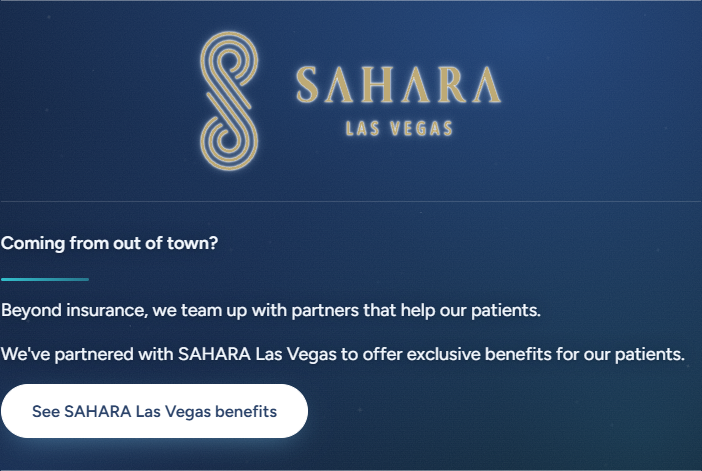 SAHARA
LAS VEGAS
Coming from out of town?
Beyond insurance, we team up with partners that help our patients.
We've partnered with SAHARA Las Vegas to offer exclusive benefits for our patients.
See SAHARA Las Vegas benefits